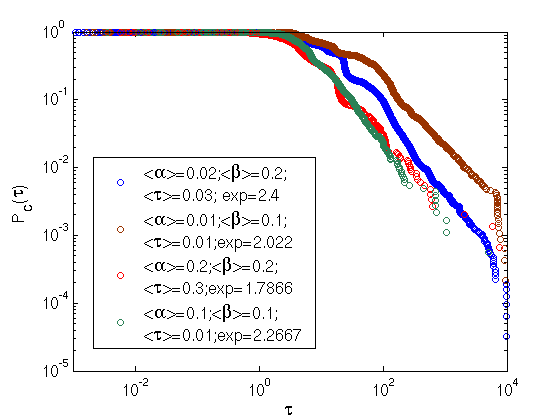 10^0
10^-1
10^-2
10^-3
10^-4
10^-5
P_C(τ)
<α>=0.02;<β>=0.2;
<τ>=0.03; exp=2.4
<α>=0.01;<β>=0.1;
<τ>=0.01;exp=2.022
<α>=0.2;<β>=0.2;
<τ>=0.3;exp=1.7866
<α>=0.1;<β>=0.1;
<τ>=0.01;exp=2.2667
10^-2 10^0 10^2 10^4
τ